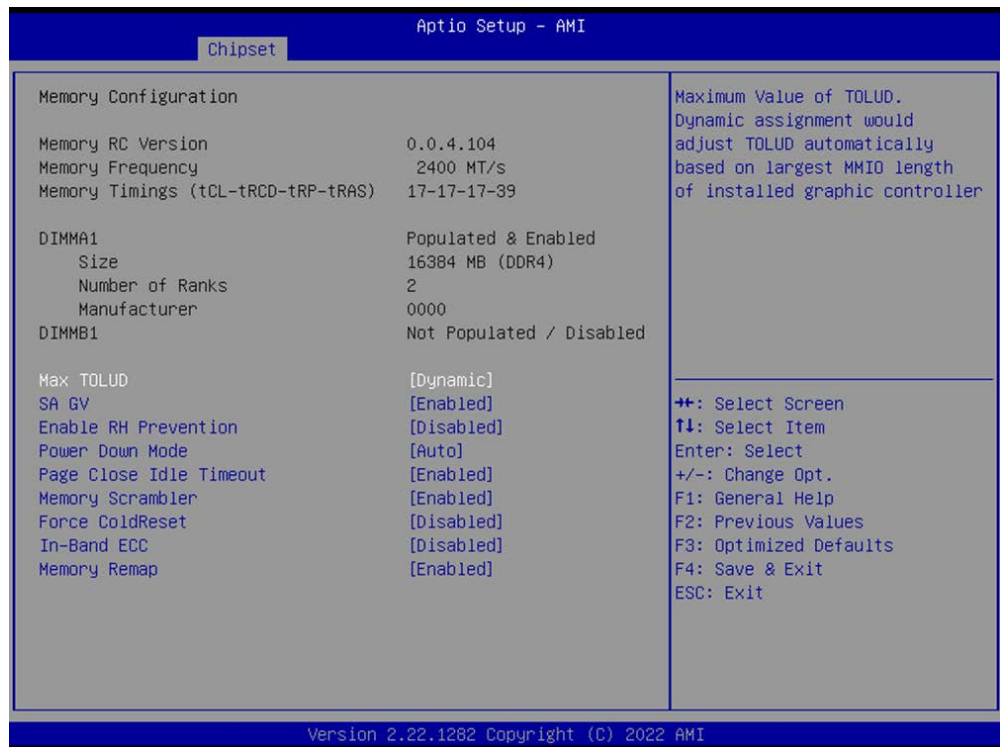 Aptio Setup - AMI
Chipset
Memory Configuration
Memory RC Version 0.0.4.104
Memory Frequency 2400 MT/s
Memory Timings (tCL-tRCD-tRP-tRAS) 17-17-17-39
DIMMA1 Populated & Enabled
Size 16384 MB (DDR4)
Number of Ranks 2
Manufacturer 0000
DIMMB1 Not Populated / Disabled
Max TOLUD [Dynamic]
SA GV [Enabled]
Enable RH Prevention [Disabled]
Power Down Mode [Auto]
Page Close Idle Timeout [Enabled]
Memory Scrambler [Enabled]
Force ColdReset [Disabled]
In-Band ECC [Disabled]
Memory Remap [Enabled]
Maximum Value of TOLUD.
Dynamic assignment would
adjust TOLUD automatically
based on largest MMIO length
of installed graphic controller
→←: Select Screen
↑↓: Select Item
Enter: Select
+/-: Change Opt.
F1: General Help
F2: Previous Values
F3: Optimized Defaults
F4: Save & Exit
ESC: Exit
Version 2.22.1282 Copyright (C) 2022 AMI